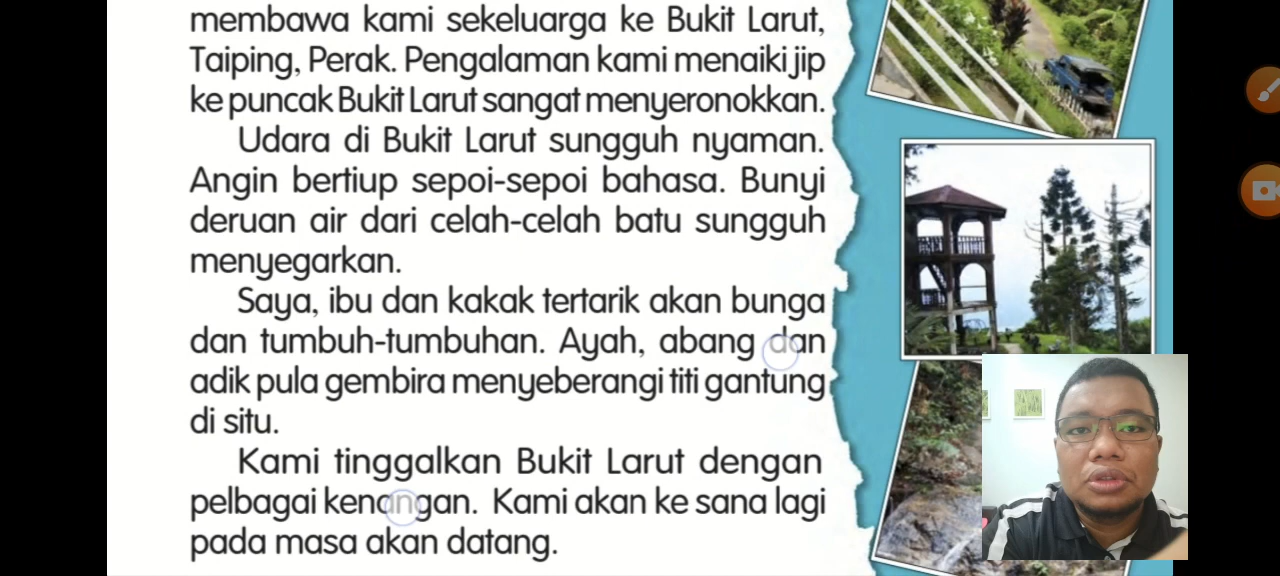 membawa kami sekeluarga ke Bukit Larut,
Taiping, Perak. Pengalaman kami menaiki jip
ke puncak Bukit Larut sangat menyeronokkan.
Udara di Bukit Larut sungguh nyaman.
Angin bertiup sepoi-sepoi bahasa. Bunyi
deruan air dari celah-celah batu sungguh
menyegarkan.
Saya, ibu dan kakak tertarik akan bunga
dan tumbuh-tumbuhan. Ayah, abang dan
adik pula gembira menyeberangi titi gantung
di situ.
Kami tinggalkan Bukit Larut dengan
pelbagai kenangan. Kami akan ke sana lagi
pada masa akan datang.